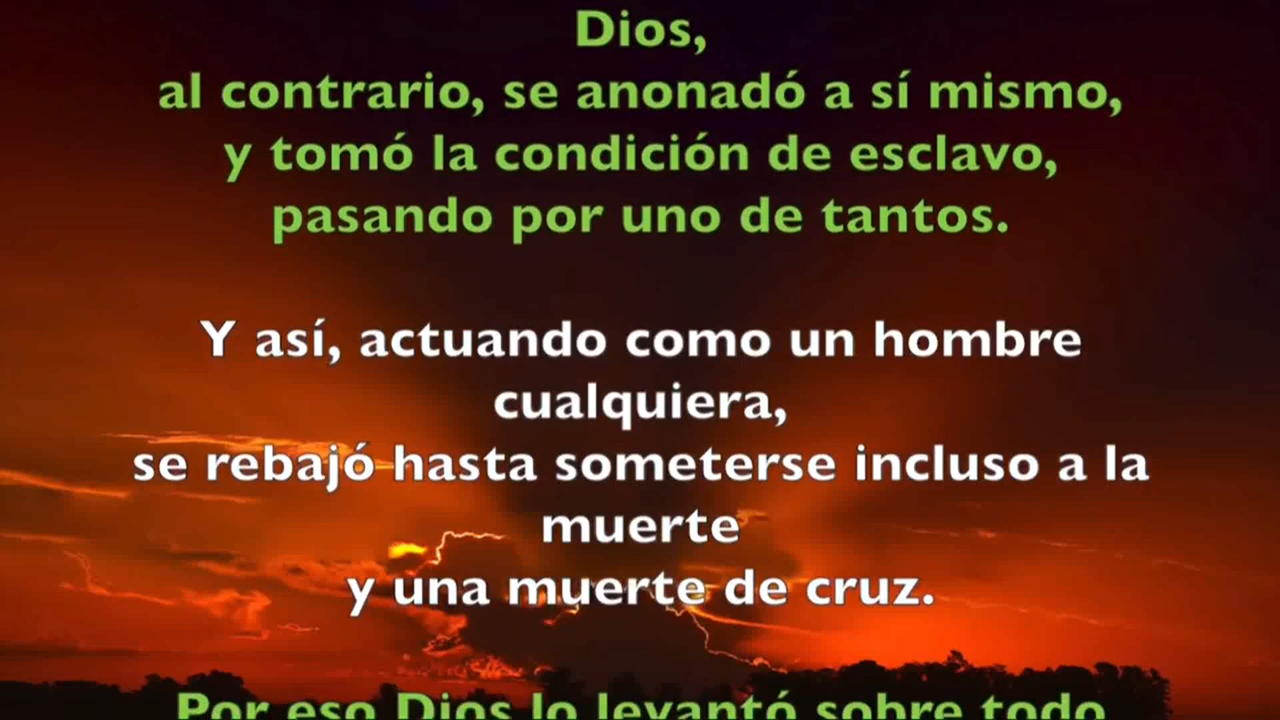 Dios,
al contrario, se anonadó a sí mismo,
y tomó la condición de esclavo,
pasando por uno de tantos.
Y así, actuando como un hombre
cualquiera,
se rebajó hasta someterse incluso a la
muerte
y una muerte de cruz.
Por eso Dios lo levantó sobre todo